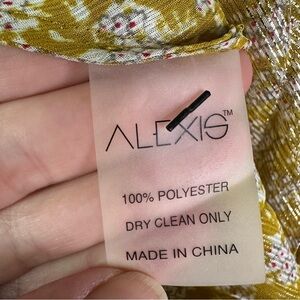 ALEXIS™
100% POLYESTER
DRY CLEAN ONLY
MADE IN CHINA